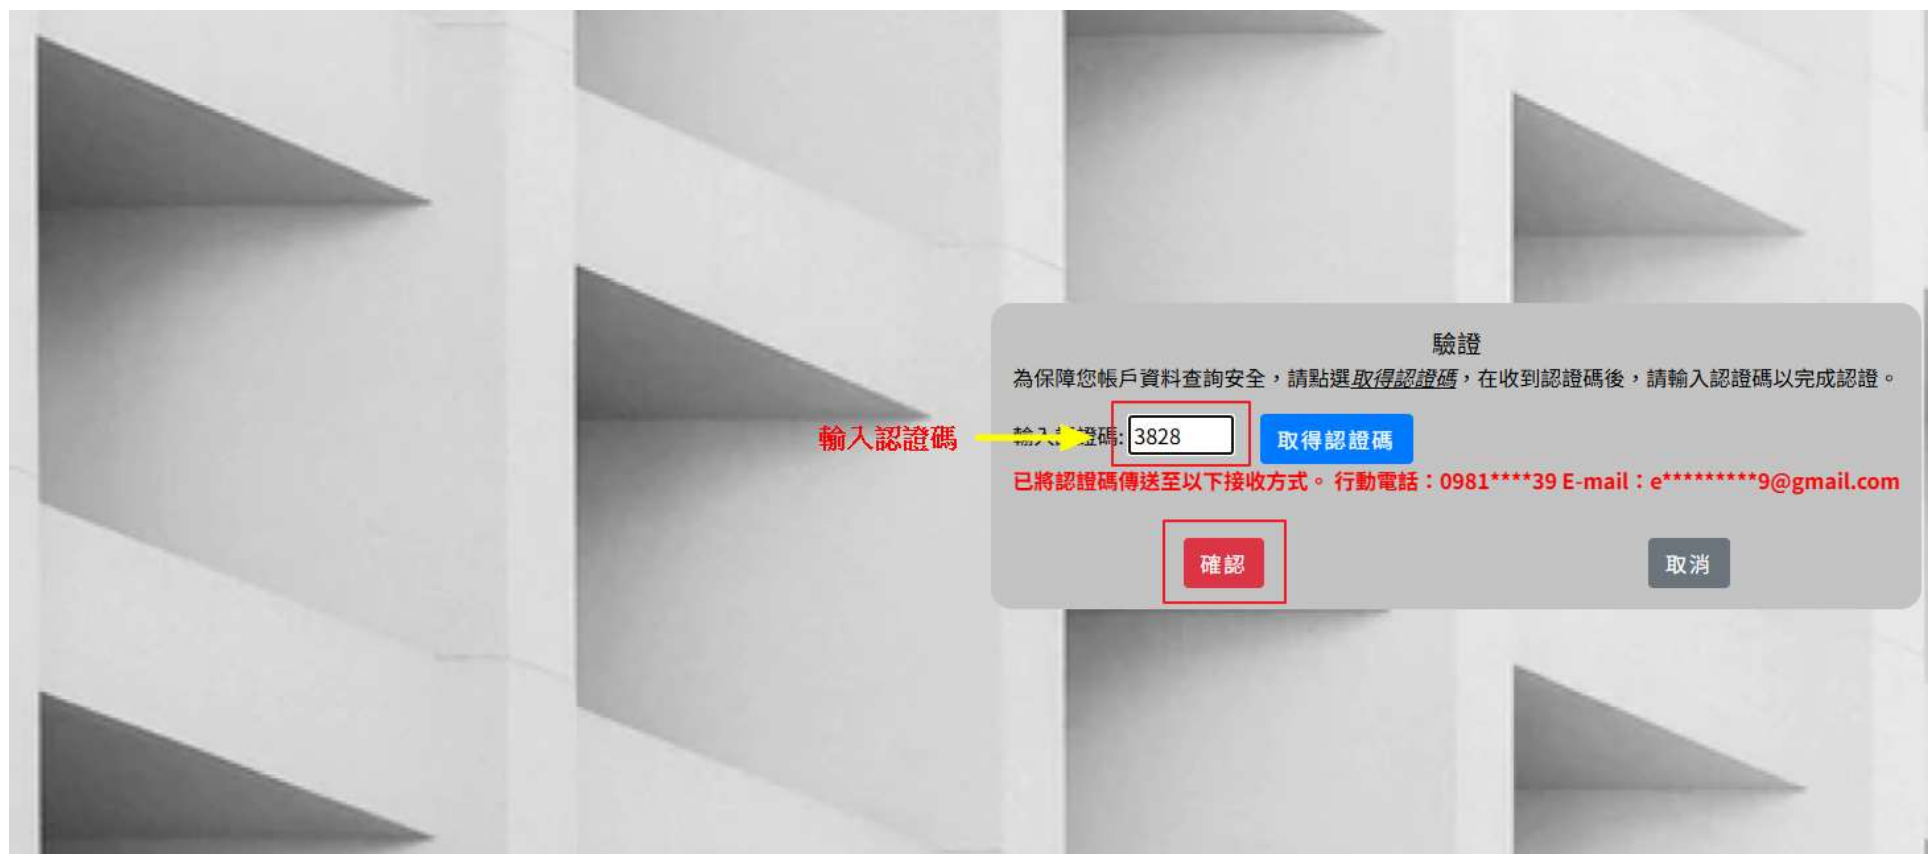 驗證
為保障您帳戶資料查詢安全，請點選取得認證碼，在收到認證碼後，請輸入認證碼以完成認證。
輸入認證碼
輸入認證碼: 3828 取得認證碼
已將認證碼傳送至以下接收方式。 行動電話：0981****39 E-mail：e*********9@gmail.com
確認 取消